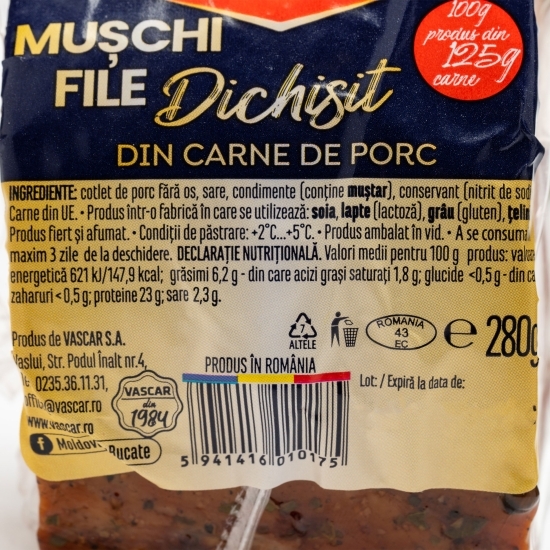 100g
produs din
125g
carne
MUȘCHI
FILE Dichisit
DIN CARNE DE PORC
INGREDIENTE: cotlet de porc fără os, sare, condimente (conține muștar), conservant (nitrit de
Carne din UE. • Produs într-o fabrică în care se utilizează: soia, lapte (lactoză), grâu (gluten),
Produs fiert și afumat. • Condiții de păstrare: +2°C...+5°C. • Produs ambalat în vid. • A se consuma
maxim 3 zile de la deschidere. DECLARAȚIE NUTRIȚIONALĂ. Valori medii pentru 100 g produs:
energetică 621 kJ/147,9 kcal; grăsimi 6,2 g - din care acizi grași saturați 1,8 g; glucide <0,5 g - din
zaharuri < 0,5 g; proteine 23 g; sare 2,3 g.
Produs de VASCAR S.A.
Vaslui, Str. Podul Înalt nr.4,
0235.36.11.31,
@vascar.ro
www.vascar.ro
Bucate
VASCAR
din
1984
PRODUS ÎN ROMÂNIA
5 941416 010175
7
ALTELE
ROMANIA
43
EC
e 280g
Lot: / Expiră la data de: